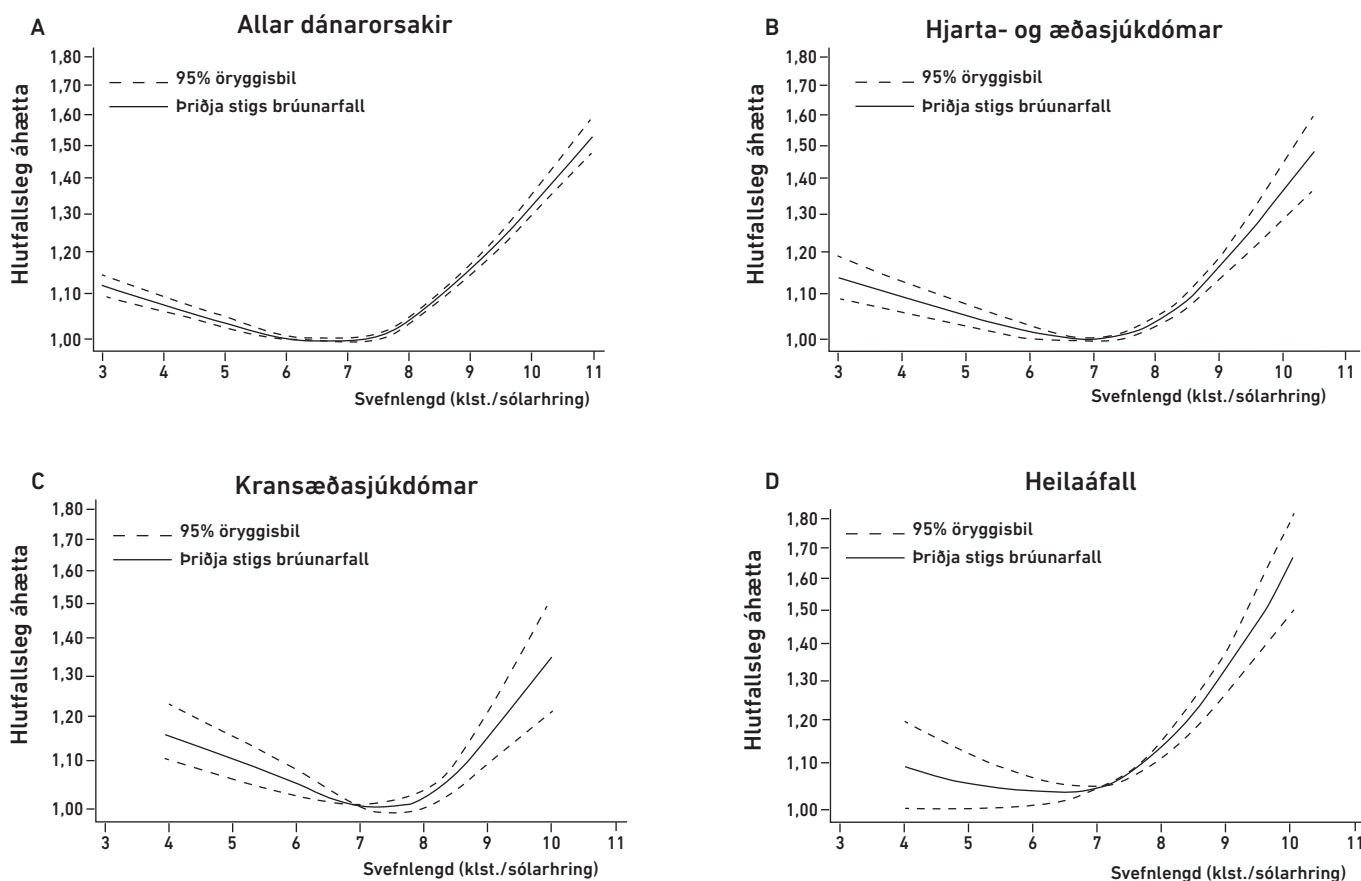 A
Allar dánarorsakir
Hlutfallsleg áhætta
1,80
1,70
1,60
1,50
1,40
1,30
1,20
1,10
1,00
95% öryggisbil
Þriðja stigs brúunarfall
3 4 5 6 7 8 9 10 11
Svefnlengd (klst./sólarhring)
B
Hjarta- og æðasjúkdómar
Hlutfallsleg áhætta
1,80
1,70
1,60
1,50
1,40
1,30
1,20
1,10
1,00
95% öryggisbil
Þriðja stigs brúunarfall
3 4 5 6 7 8 9 10 11
Svefnlengd (klst./sólarhring)
C
Kransæðasjúkdómar
Hlutfallsleg áhætta
1,80
1,70
1,60
1,50
1,40
1,30
1,20
1,10
1,00
95% öryggisbil
Þriðja stigs brúunarfall
3 4 5 6 7 8 9 10 11
Svefnlengd (klst./sólarhring)
D
Heilaáfall
Hlutfallsleg áhætta
1,80
1,70
1,60
1,50
1,40
1,30
1,20
1,10
1,00
95% öryggisbil
Þriðja stigs brúunarfall
3 4 5 6 7 8 9 10 11
Svefnlengd (klst./sólarhring)